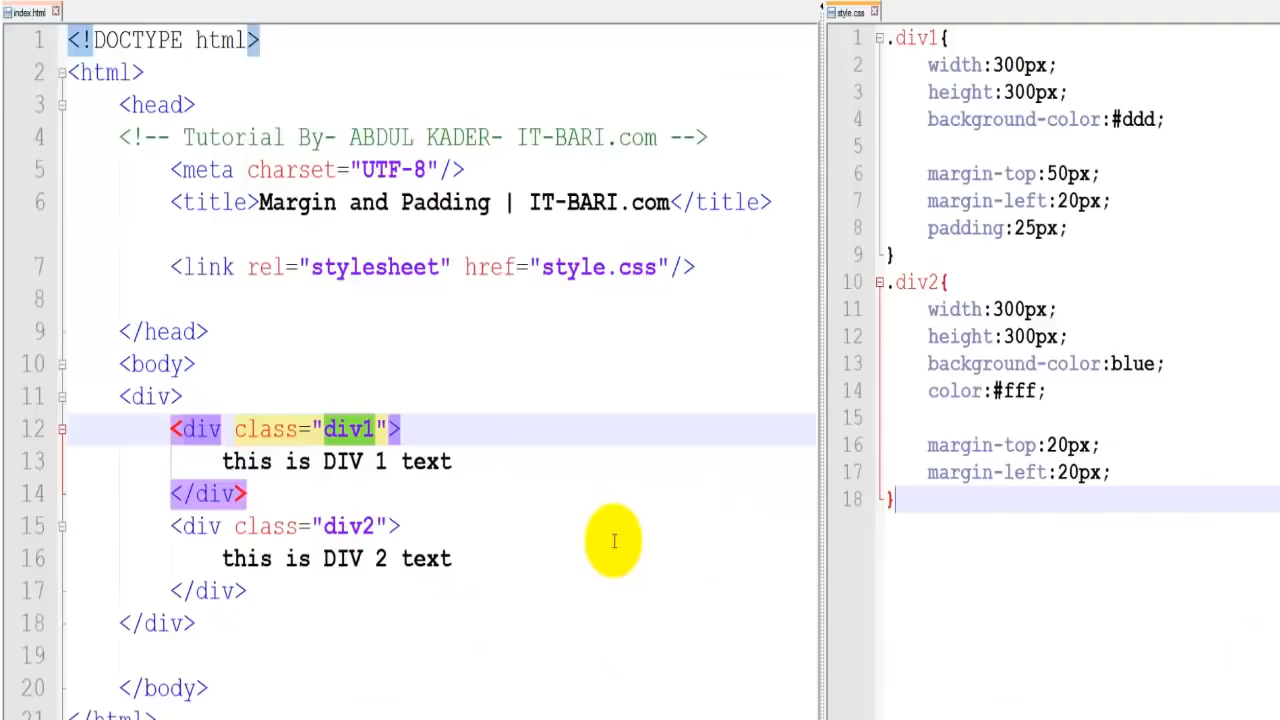 index.html
1 <!DOCTYPE html>
2 <html>
3 <head>
4 <!-- Tutorial By- ABDUL KADER- IT-BARI.com -->
5 <meta charset="UTF-8"/>
6 <title>Margin and Padding | IT-BARI.com</title>
7 <link rel="stylesheet" href="style.css"/>
8
9 </head>
10 <body>
11 <div>
12 <div class="div1">
13 this is DIV 1 text
14 </div>
15 <div class="div2">
16 this is DIV 2 text
17 </div>
18 </div>
19
20 </body>
21 </html>
style.css
1 .div1{
2 width:300px;
3 height:300px;
4 background-color:#ddd;
5
6 margin-top:50px;
7 margin-left:20px;
8 padding:25px;
9 }
10 .div2{
11 width:300px;
12 height:300px;
13 background-color:blue;
14 color:#fff;
15
16 margin-top:20px;
17 margin-left:20px;
18 }